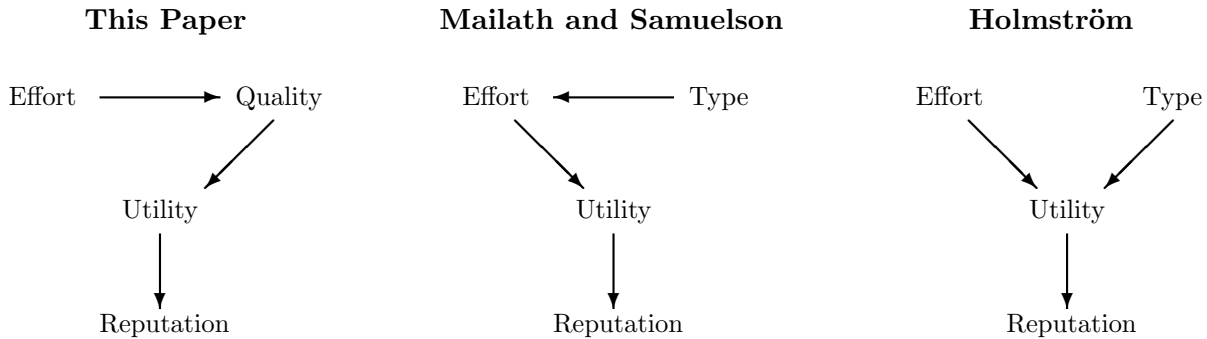 This Paper
Mailath and Samuelson
Holmström
Effort
Quality
Effort
Type
Effort
Type
Utility
Utility
Utility
Reputation
Reputation
Reputation